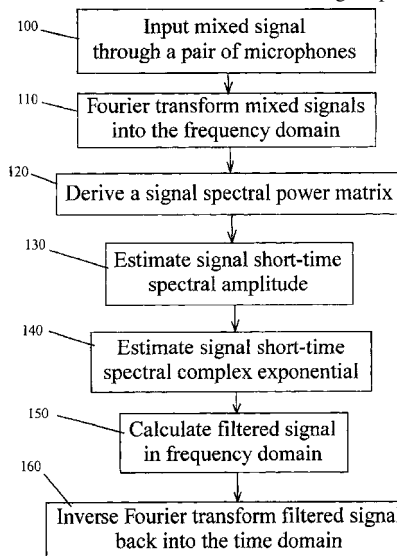 100
Input mixed signal
through a pair of microphones
110
Fourier transform mixed signals
into the frequency domain
120
Derive a signal spectral power matrix
130
Estimate signal short-time
spectral amplitude
140
Estimate signal short-time
spectral complex exponential
150
Calculate filtered signal
in frequency domain
160
Inverse Fourier transform filtered signal
back into the time domain